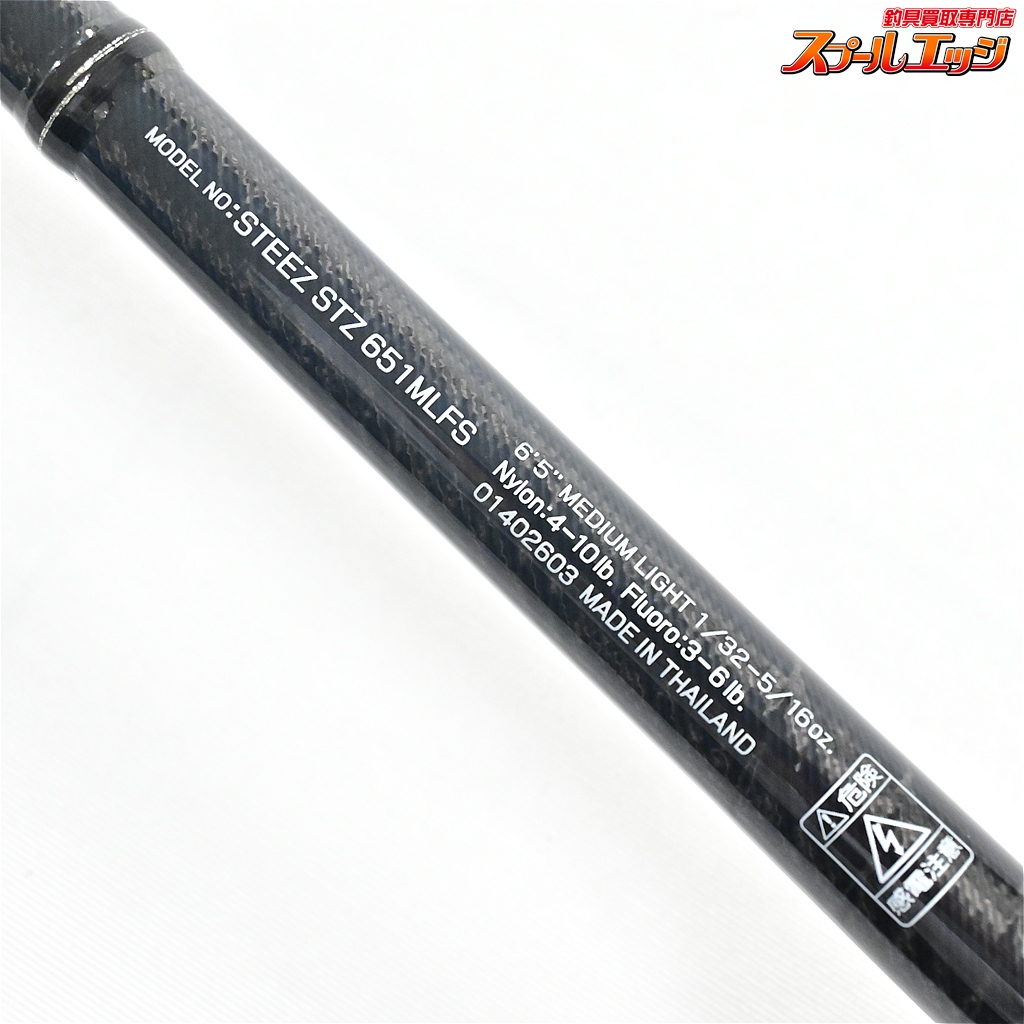 釣具買取専門店
スプールエッジ
MODEL NO:STEEZ STZ 651MLFS
6'5" MEDIUM LIGHT 1/32-5/16oz.
Nylon:4-10lb. Fluoro:3-6lb.
01402603 MADE IN THAILAND
危険
感電注意